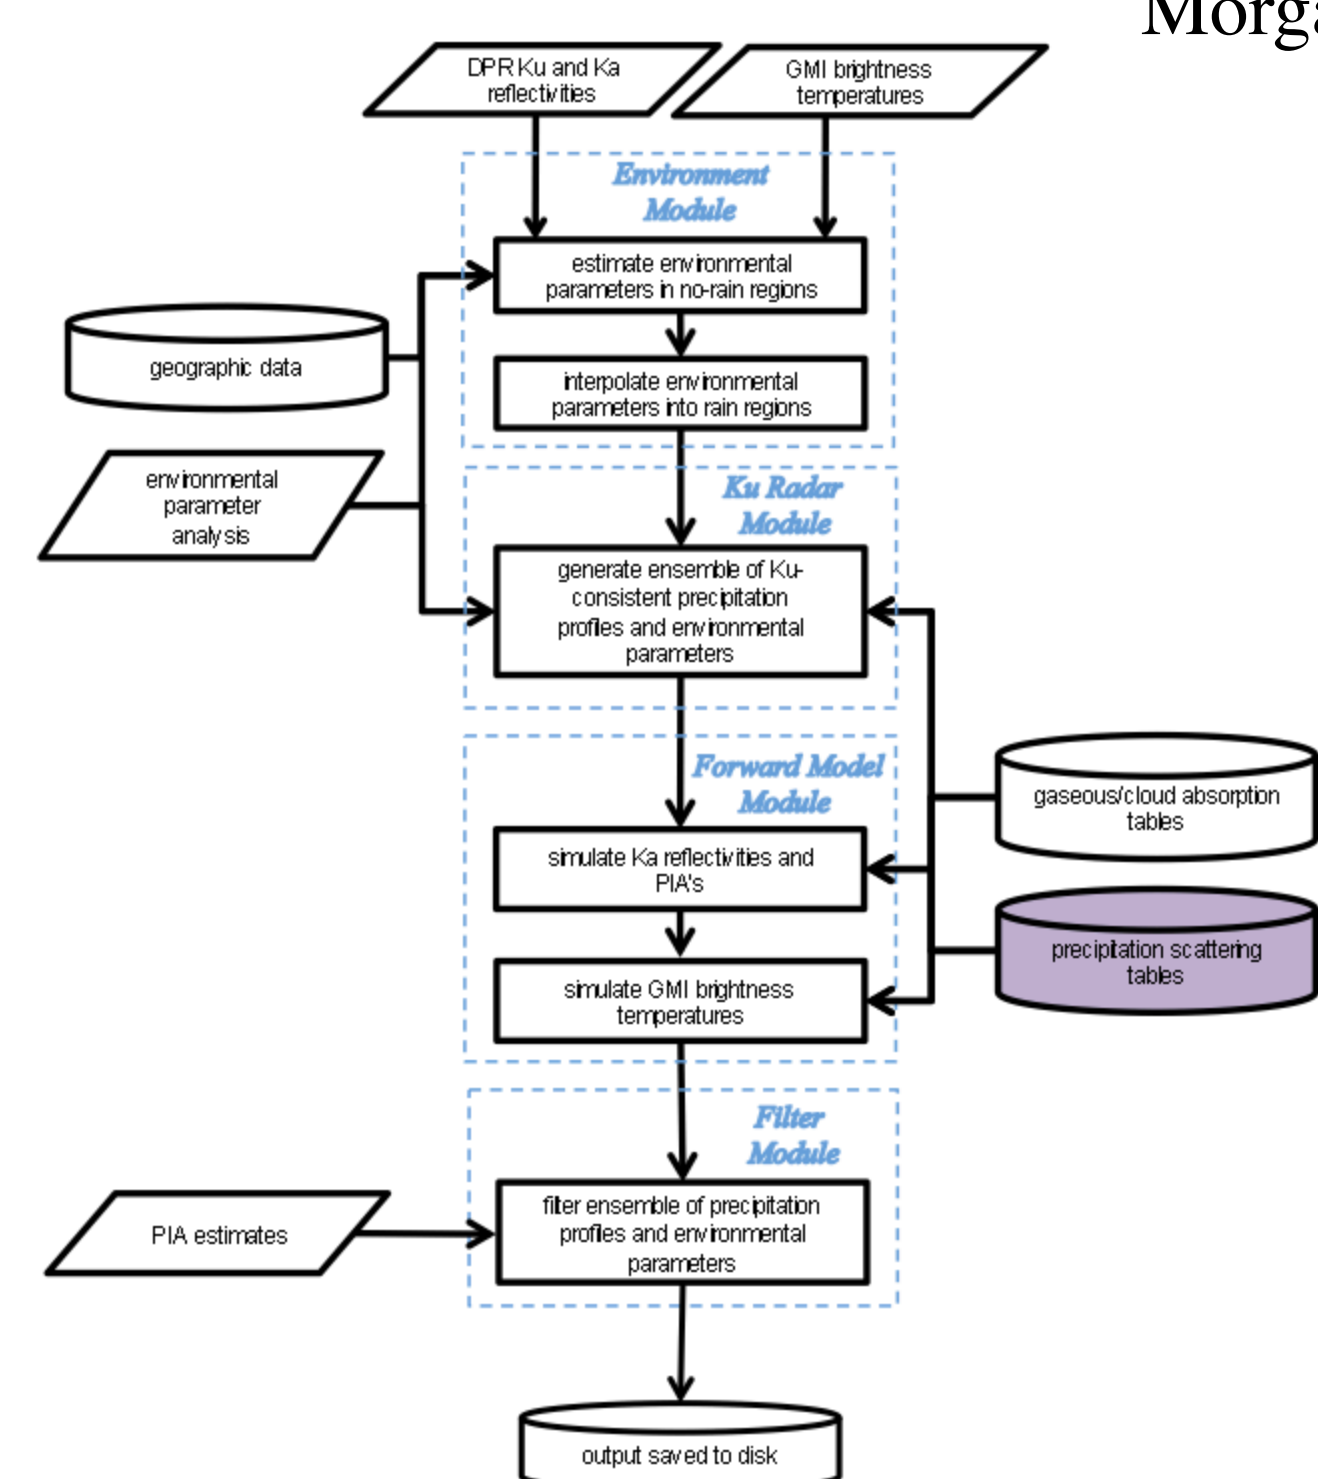 Morga
DPR Ku and Ka
reflectivities
GMI brightness
temperatures
Environment
Module
estimate environmental
parameters in no-rain regions
geographic data
interpolate environmental
parameters into rain regions
environmental
parameter
analysis
Ku Radar
Module
generate ensemble of Ku-
consistent precipitation
profiles and environmental
parameters
Forward Model
Module
gaseous/cloud absorption
tables
simulate Ka reflectivities and
PIA's
precipitation scattering
tables
simulate GMI brightness
temperatures
Filter
Module
PIA estimates
filter ensemble of precipitation
profiles and environmental
parameters
output saved to disk